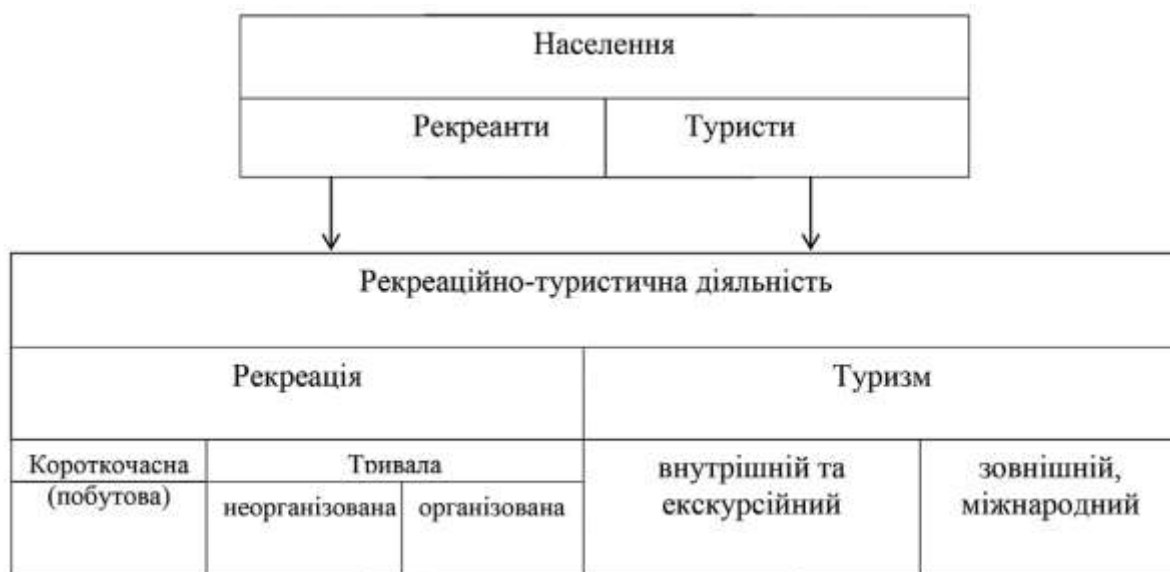 Населення
Рекреанти Туристи
Рекреаційно-туристична діяльність
Рекреація Туризм
Короткочасна (побутова)
Тривала
неорганізована організована
внутрішній та
екскурсійний
зовнішній,
міжнародний